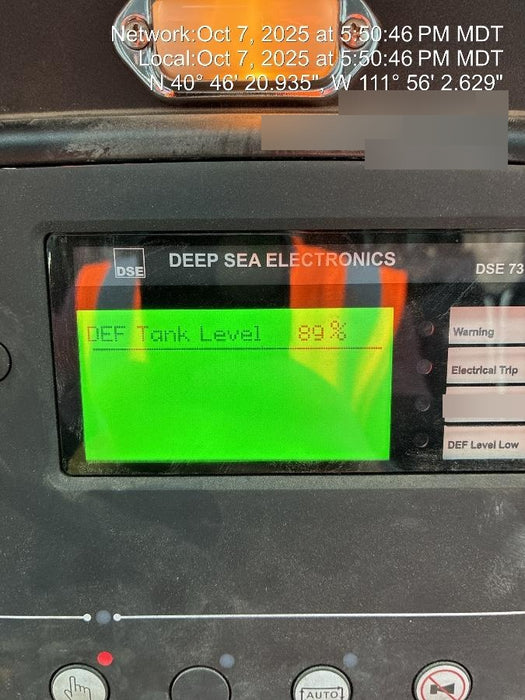 Network:Oct 7, 2025 at 5:50:46 PM MDT
Local:Oct 7, 2025 at 5:50:46 PM MDT
N 40° 46' 20.935", W 111° 56' 2.629"
DSE
DEEP SEA ELECTRONICS
DSE 73
DEF Tank Level 89%
Warning
Electrical Trip
DEF Level Low
AUTO